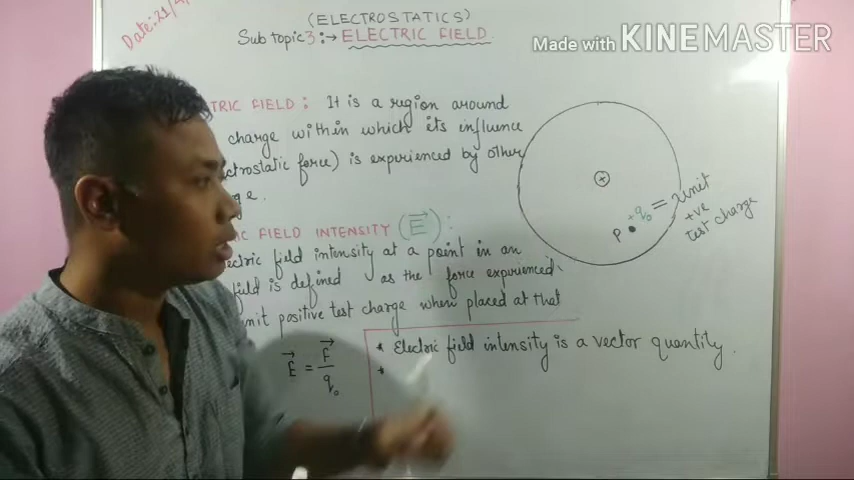 Date:21/4/
(ELECTROSTATICS)
Sub topic 3:→ ELECTRIC FIELD.
Made with KINEMASTER
TRIC FIELD: It is a region around
charge within which its influence
ctrostatic force) is experienced by other
ge.
+q₀ = unit
+ve
test charge
P
C FIELD INTENSITY (E⃗):
ectric field intensity at a point in an
field is defined as the force experienced
nit positive test charge when placed at that
E⃗ = F⃗/q₀
* Electric field intensity is a vector quantity.
*